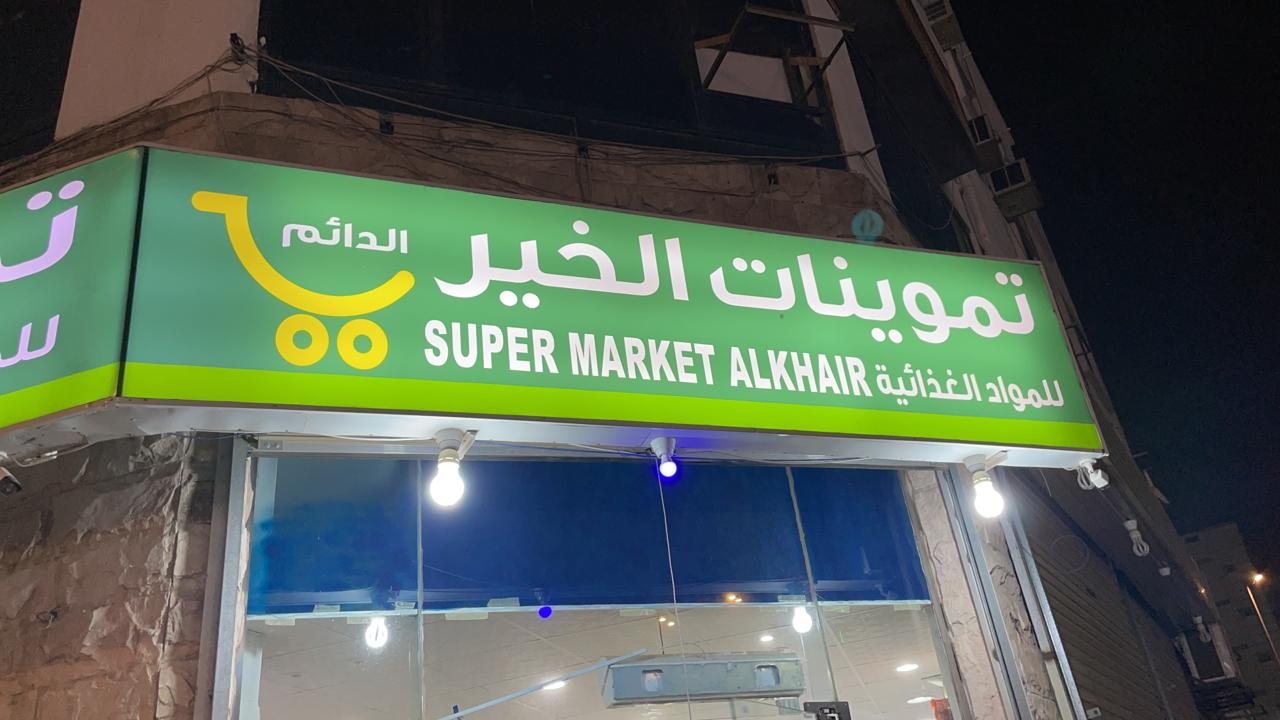 تموينات الخير
الدائم
SUPER MARKET ALKHAIR للمواد الغذائية